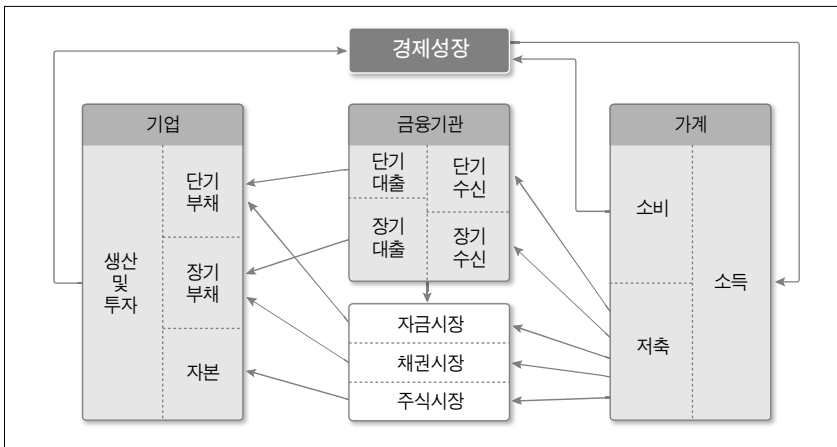 경제성장
기업
생산
및
투자
단기
부채
장기
부채
자본
금융기관
단기
대출
장기
대출
단기
수신
장기
수신
자금시장
채권시장
주식시장
가계
소비
저축
소득